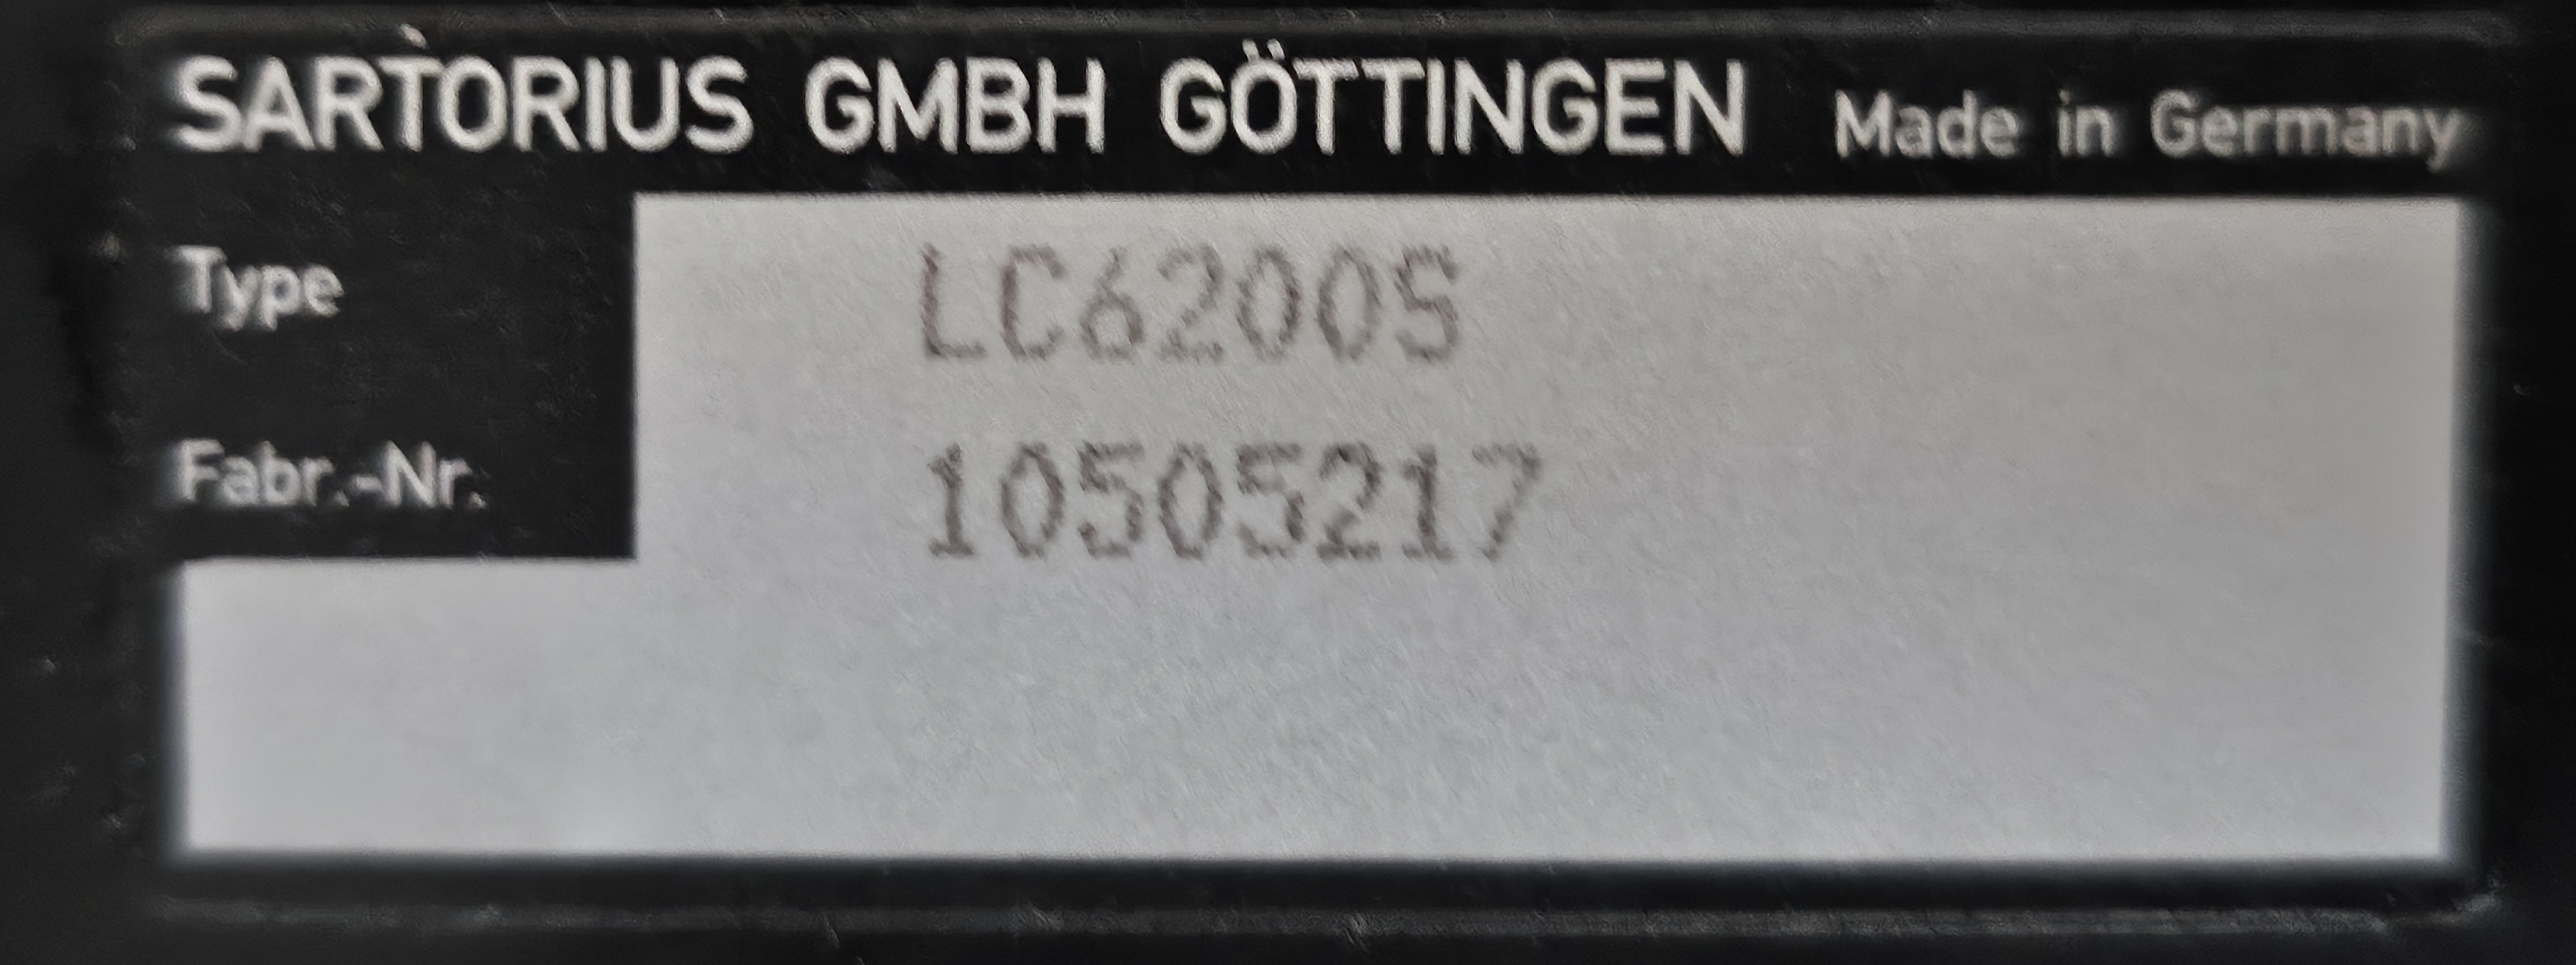 SARTORIUS GMBH GÖTTINGEN Made in Germany
Type LC6200S
Fabr.-Nr. 10505217